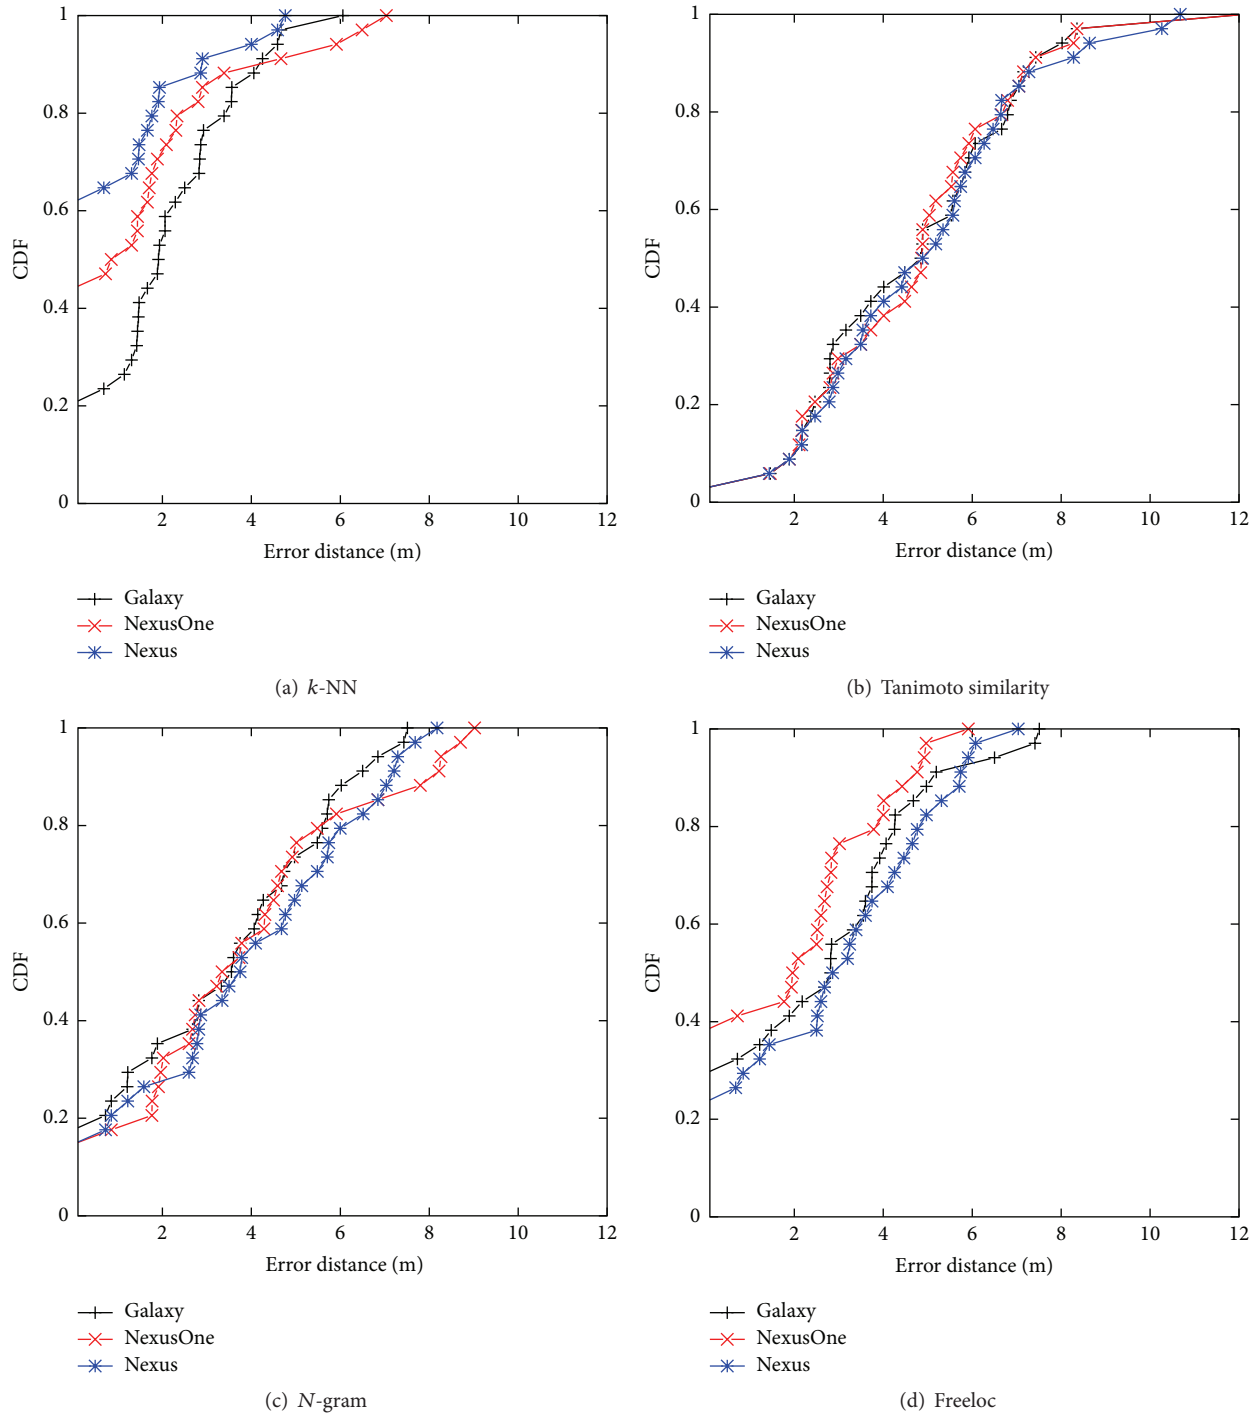 1
0.8
0.6
0.4
0.2
0
CDF
2
4
6
8
10
12
Error distance (m)
Galaxy
NexusOne
Nexus
(a) k-NN
1
0.8
0.6
0.4
0.2
0
CDF
2
4
6
8
10
12
Error distance (m)
Galaxy
NexusOne
Nexus
(b) Tanimoto similarity
1
0.8
0.6
0.4
0.2
0
CDF
2
4
6
8
10
12
Error distance (m)
Galaxy
NexusOne
Nexus
(c) N-gram
1
0.8
0.6
0.4
0.2
0
CDF
2
4
6
8
10
12
Error distance (m)
Galaxy
NexusOne
Nexus
(d) Freeloc